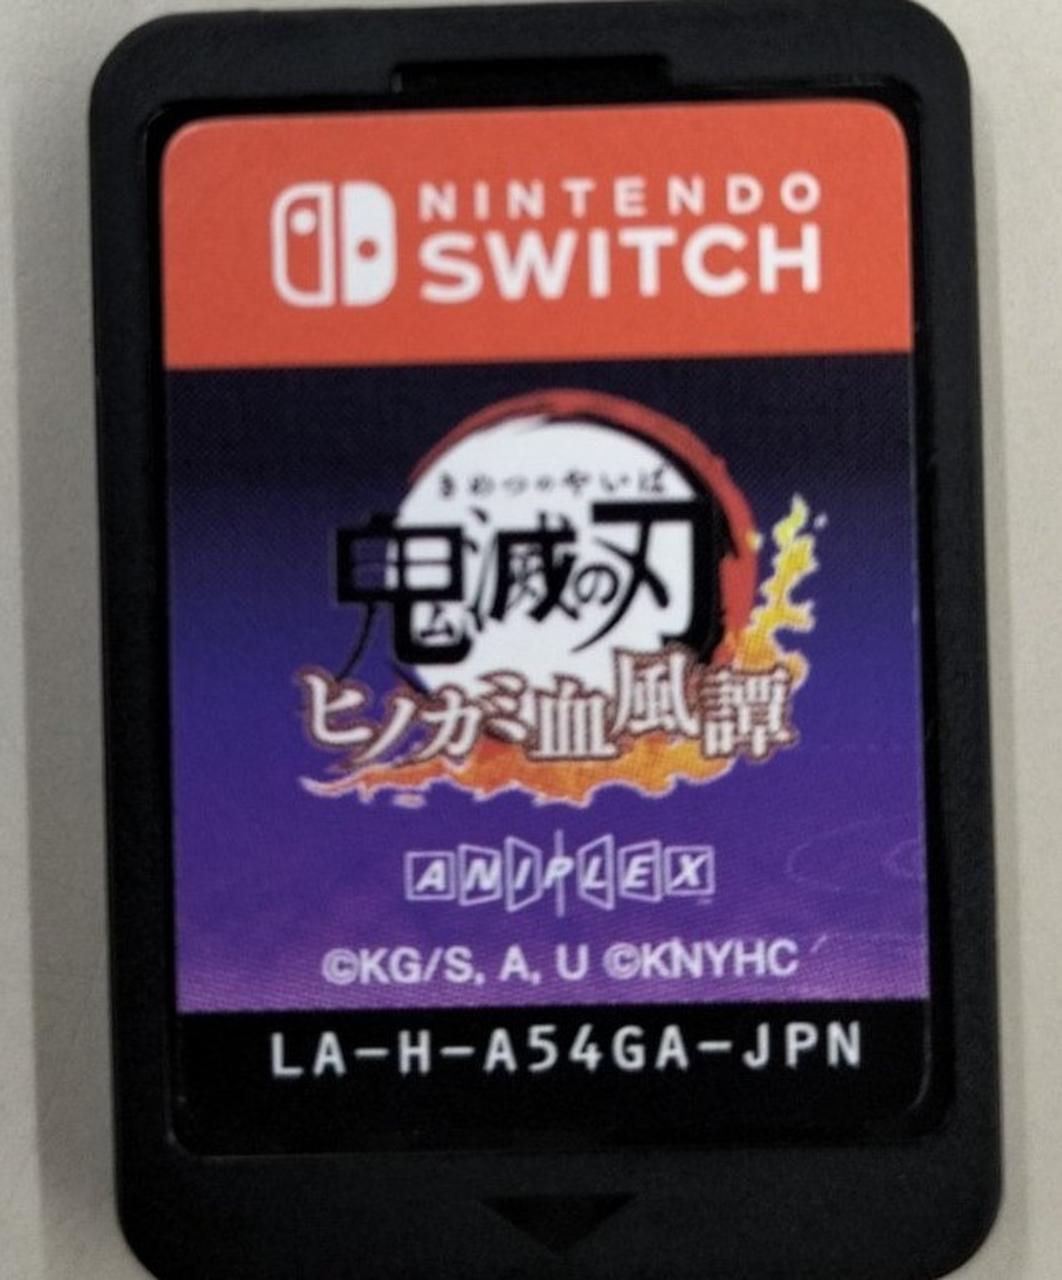 NINTENDO
SWITCH
きめつのやいば
鬼滅の刃
ヒノカミ血風譚
ANIPLEX
©KG/S, A, U ©KNYHC
LA-H-A54GA-JPN